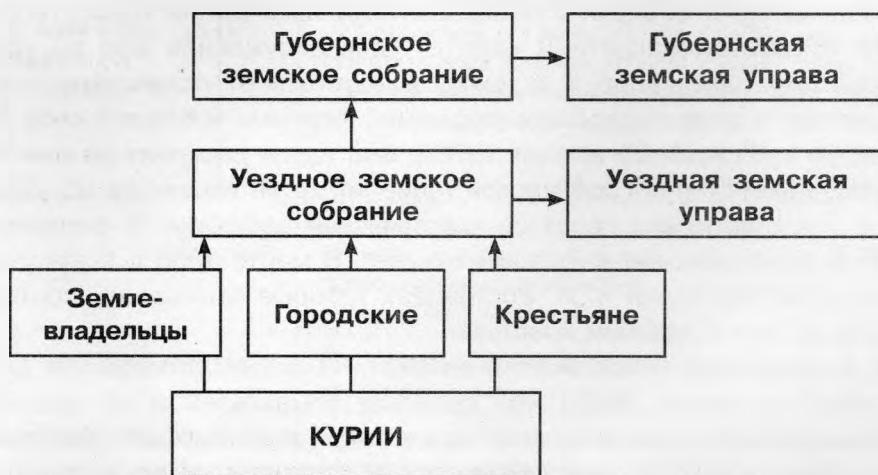 Губернское
земское собрание
Губернская
земская управа
Уездное земское
собрание
Уездная земская
управа
Земле-
владельцы
Городские
Крестьяне
КУРИИ